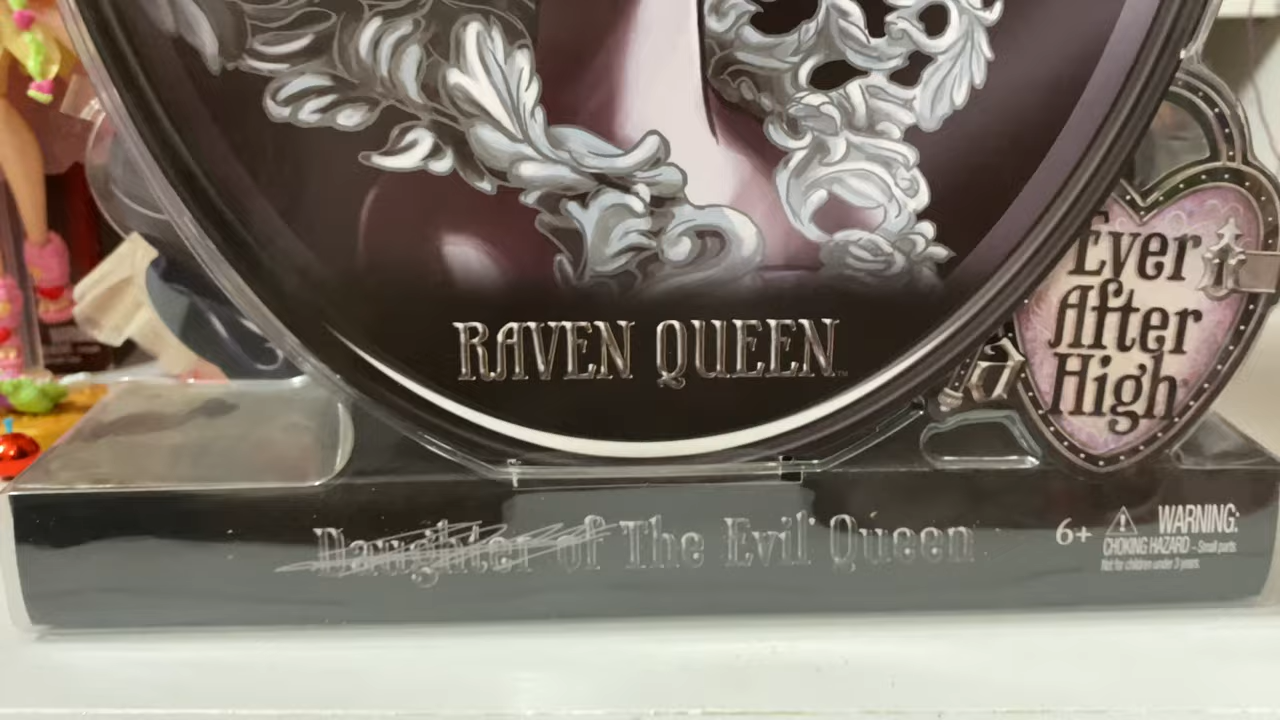 RAVEN QUEEN™
Ever
After
High
Daughter of The Evil Queen
6+
WARNING:
CHOKING HAZARD - Small parts
Not for children under 3 years.